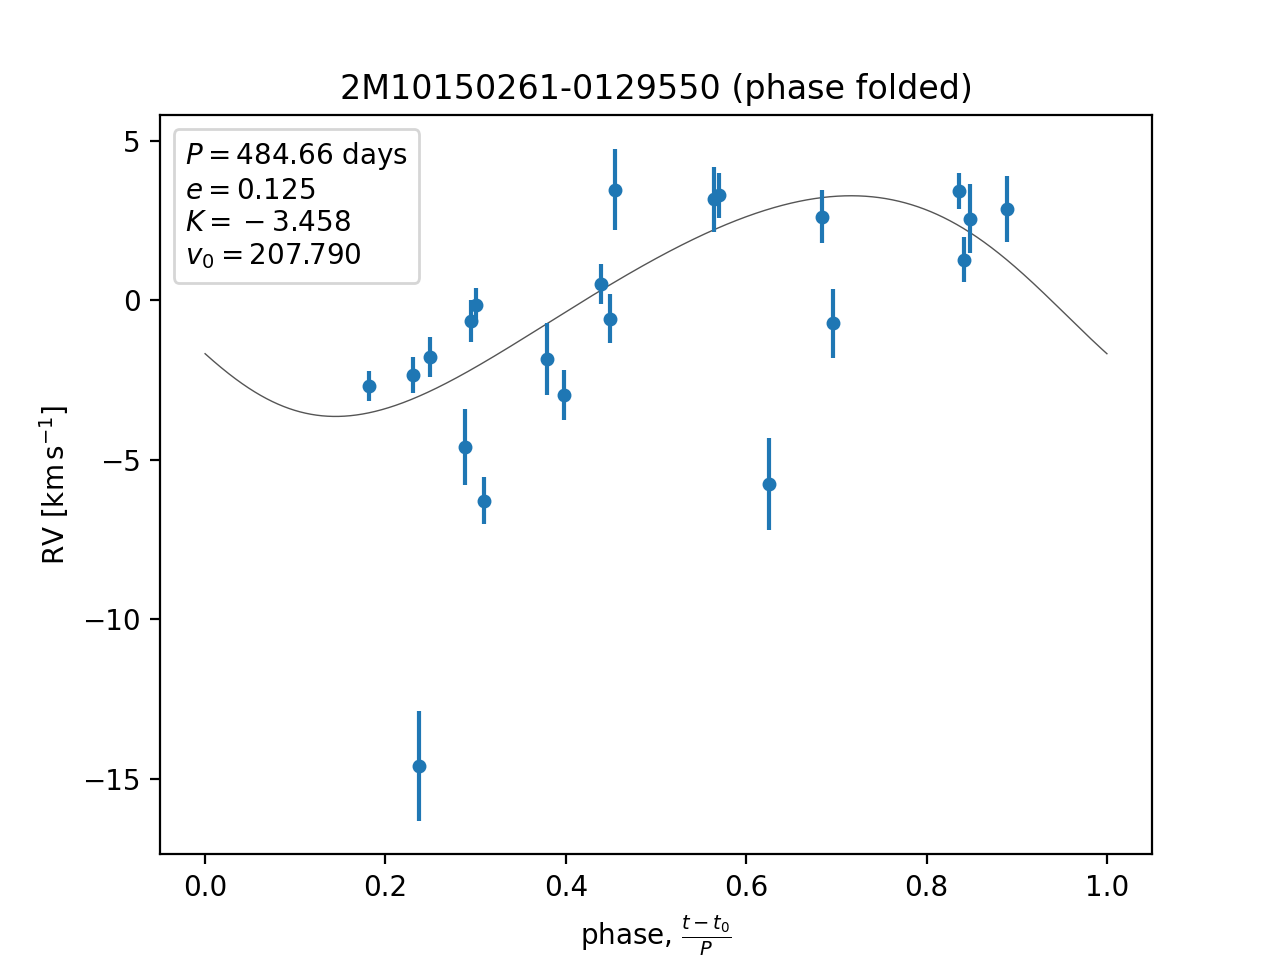 2M10150261-0129550 (phase folded)
P = 484.66 days
e = 0.125
K = −3.458
v₀ = 207.790
5
0
−5
−10
−15
RV [km s⁻¹]
0.0 0.2 0.4 0.6 0.8 1.0
phase, (t − t₀)/P